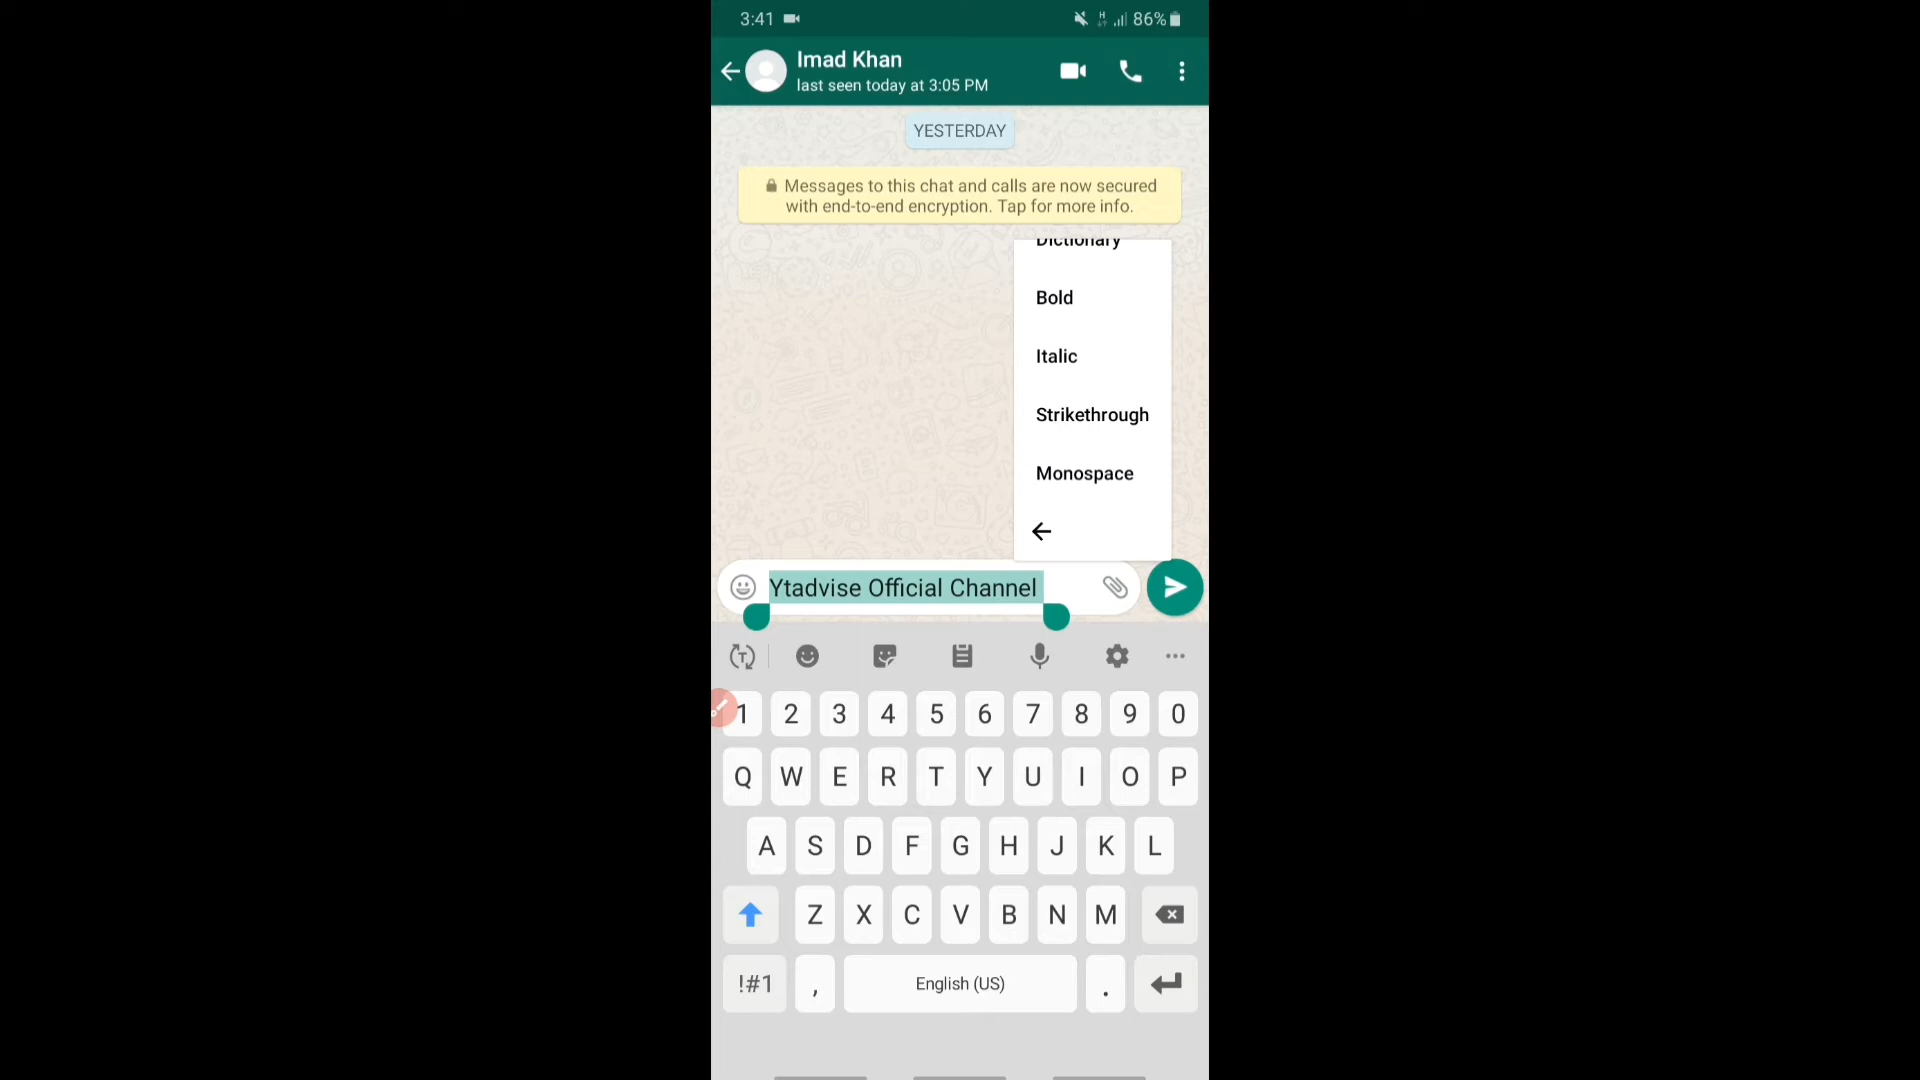 3:41 86%
Imad Khan
last seen today at 3:05 PM
YESTERDAY
Messages to this chat and calls are now secured
with end-to-end encryption. Tap for more info.
Dictionary
Bold
Italic
Strikethrough
Monospace
Ytadvise Official Channel
1 2 3 4 5 6 7 8 9 0
Q W E R T Y U I O P
A S D F G H J K L
Z X C V B N M
!#1 , English (US) .